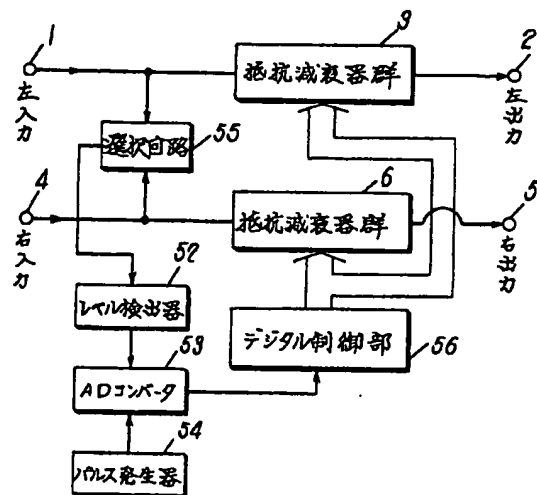 1
左入力
3
抵抗減衰器群
2
左出力
選択回路
55
4
右入力
6
抵抗減衰器群
5
右出力
52
レベル検出器
デジタル制御部
56
53
ADコンバータ
54
パルス発生器